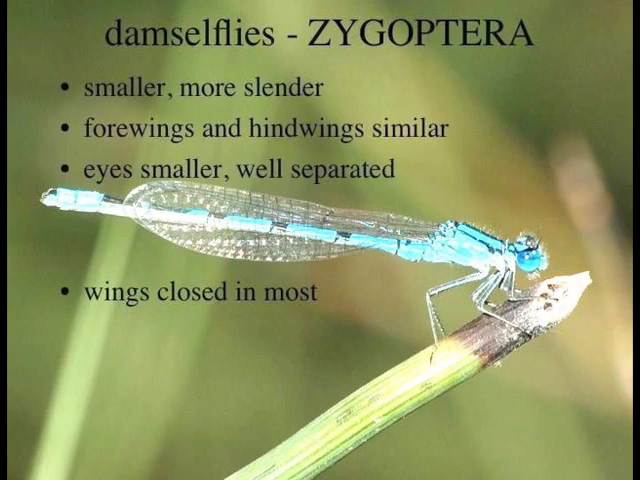 damselflies - ZYGOPTERA
• smaller, more slender
• forewings and hindwings similar
• eyes smaller, well separated
• wings closed in most